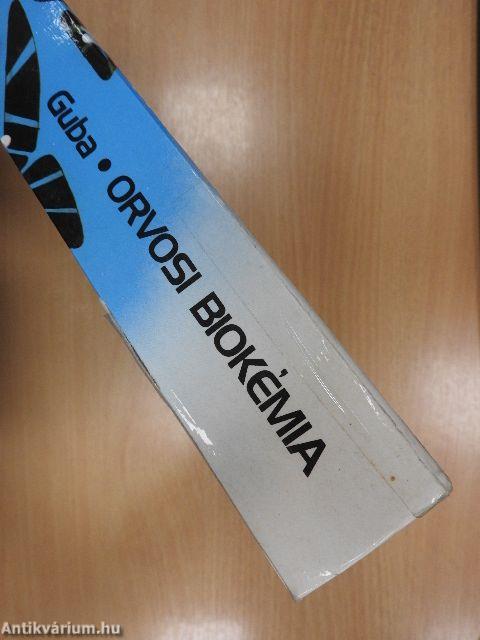 Guba • ORVOSI BIOKÉMIA
Antikvárium.hu